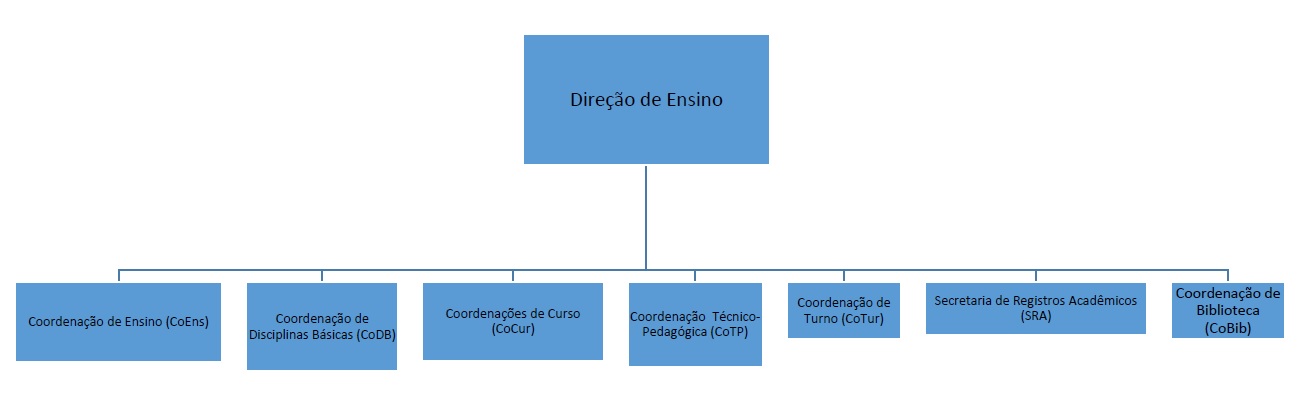 Direção de Ensino
Coordenação de Ensino (CoEns)
Coordenação de
Disciplinas Básicas (CoDB)
Coordenações de Curso
(CoCur)
Coordenação  Técnico-
Pedagógica (CoTP)
Coordenação de
Turno (CoTur)
Secretaria de Registros Acadêmicos
(SRA)
Coordenação de
Biblioteca
(CoBib)